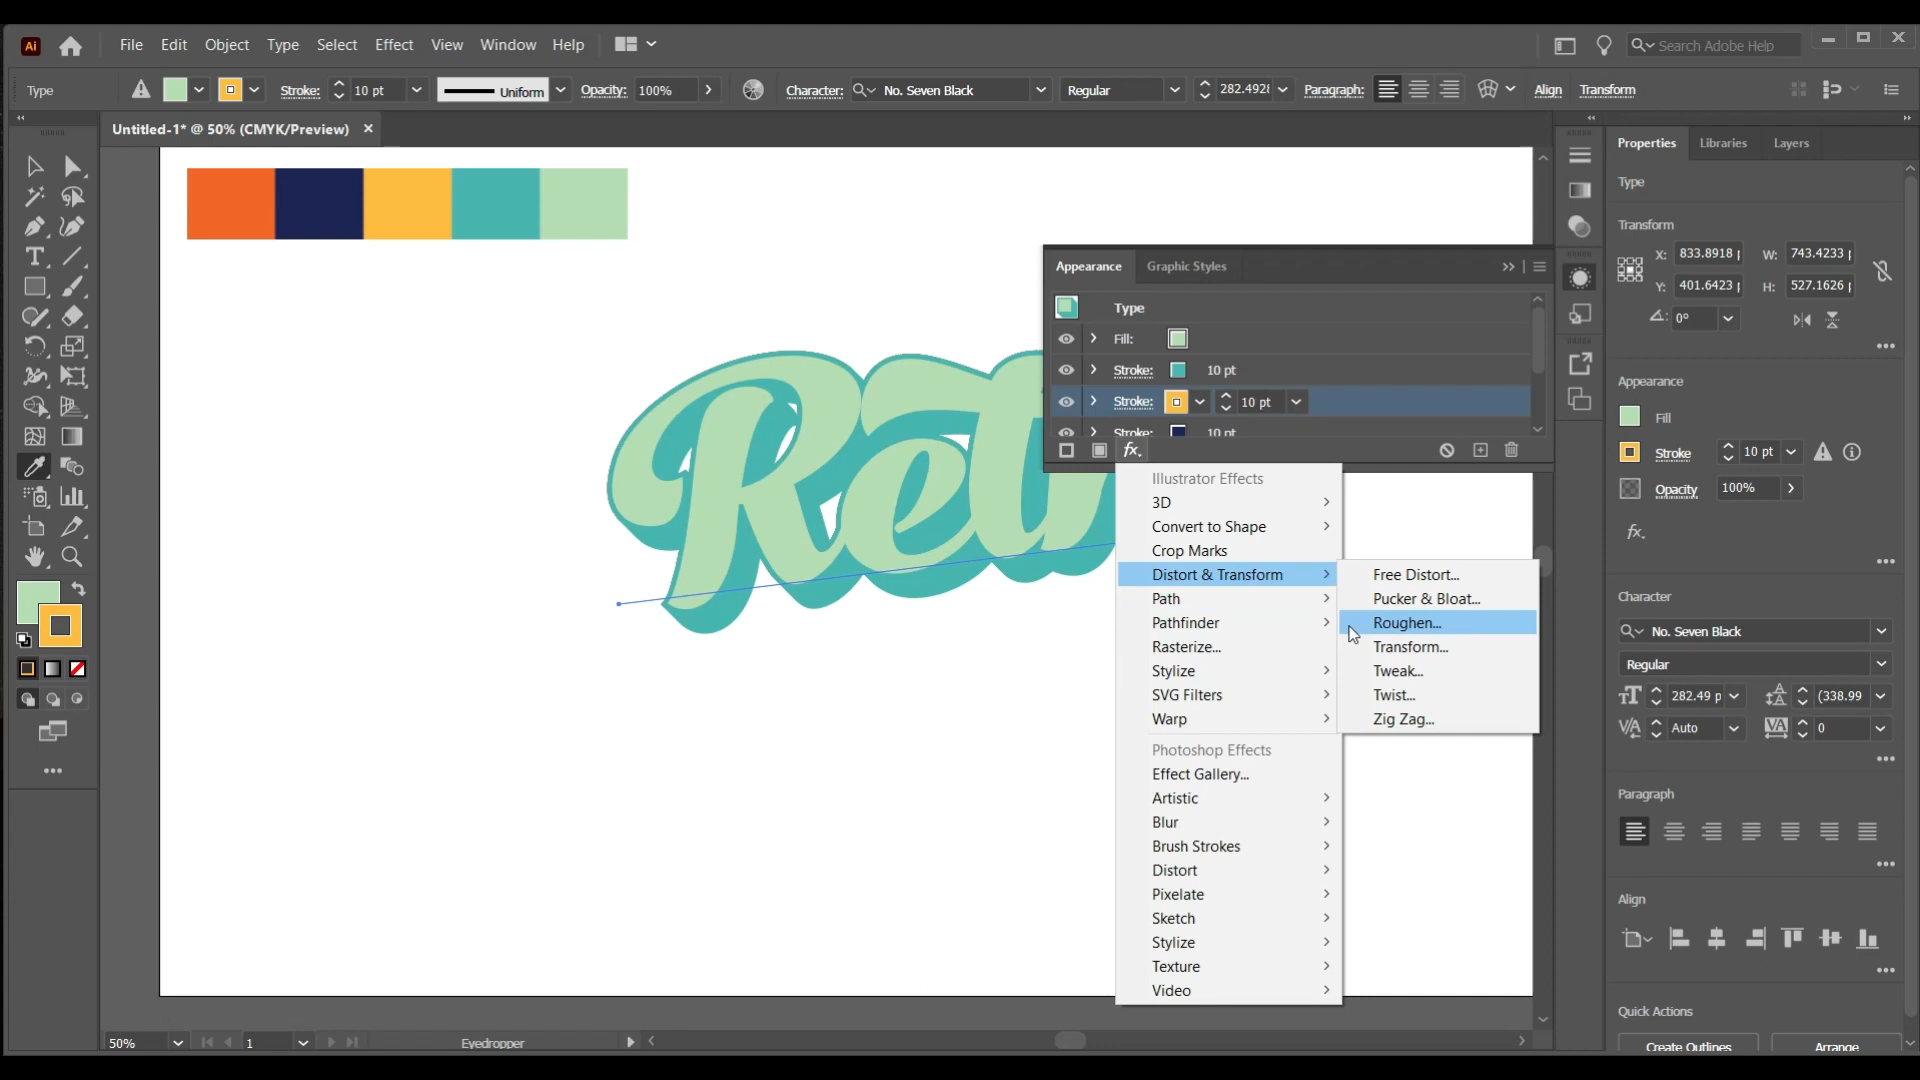 Ai File Edit Object Type Select Effect View Window Help Search Adobe Help
Type Stroke: 10 pt Uniform Opacity: 100% Character: No. Seven Black Regular 282.492 Paragraph: Align Transform
Untitled-1* @ 50% (CMYK/Preview)
Properties Libraries Layers
Type
Transform
X: 833.8918 W: 743.4233
Y: 401.6423 H: 527.1626
0°
Appearance
Fill
Stroke 10 pt
Opacity 100%
fx.
Character
No. Seven Black
Regular
282.49 p (338.99
Auto 0
Paragraph
Align
Quick Actions
Create Outlines Arrange
Appearance Graphic Styles
Type
Fill:
Stroke: 10 pt
Stroke: 10 pt
Stroke: 10 pt
fx.
Illustrator Effects
3D
Convert to Shape
Crop Marks
Distort & Transform
Path
Pathfinder
Rasterize...
Stylize
SVG Filters
Warp
Photoshop Effects
Effect Gallery...
Artistic
Blur
Brush Strokes
Distort
Pixelate
Sketch
Stylize
Texture
Video
Free Distort...
Pucker & Bloat...
Roughen...
Transform...
Tweak...
Twist...
Zig Zag...
Ret
50% 1 Eyedropper